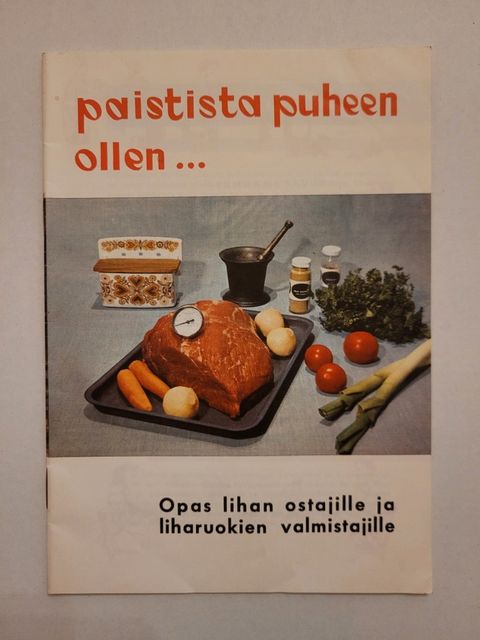 paistista puheen
ollen...
Opas lihan ostajille ja
liharuokien valmistajille